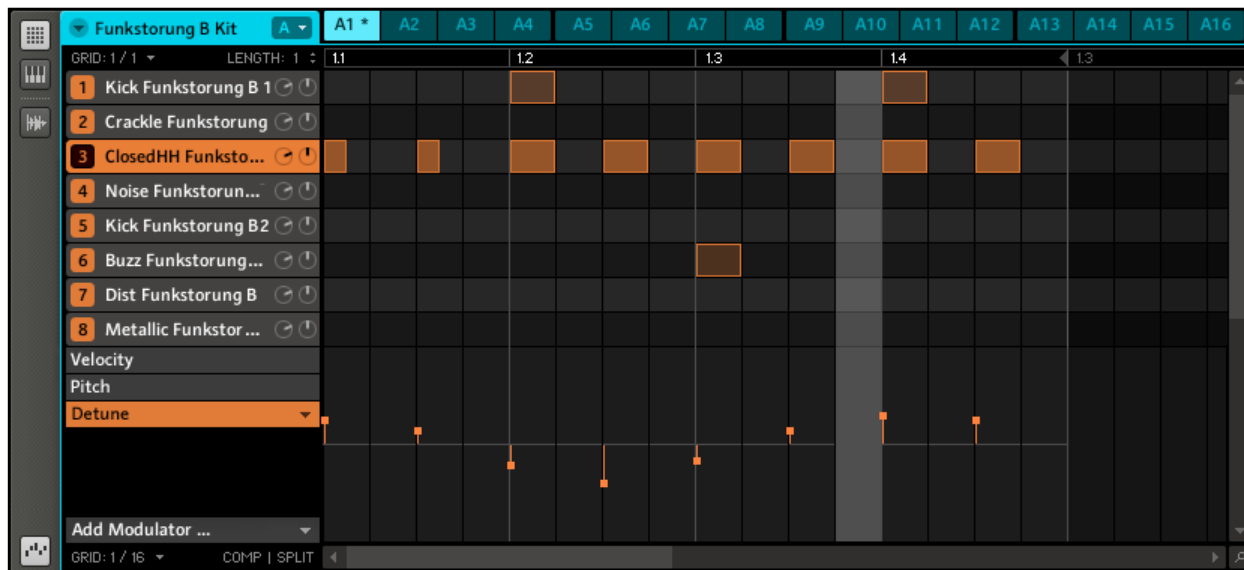 Funkstorung B Kit A A1 * A2 A3 A4 A5 A6 A7 A8 A9 A10 A11 A12 A13 A14 A15 A16
GRID: 1 / 1 LENGTH: 1 1.1 1.2 1.3 1.4 1.3
1 Kick Funkstorung B 1
2 Crackle Funkstorung
3 ClosedHH Funksto...
4 Noise Funkstorun...
5 Kick Funkstorung B2
6 Buzz Funkstorung...
7 Dist Funkstorung B
8 Metallic Funkstor...
Velocity
Pitch
Detune
Add Modulator ...
GRID: 1 / 16 COMP | SPLIT